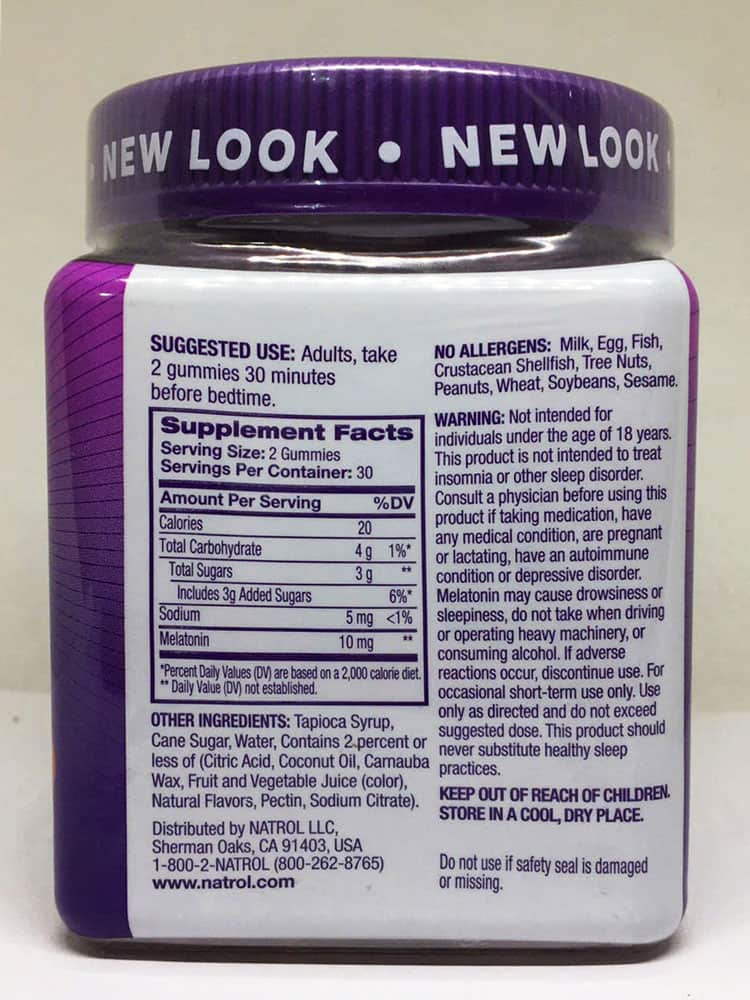 • NEW LOOK • NEW LOOK •
SUGGESTED USE: Adults, take
2 gummies 30 minutes
before bedtime.
Supplement Facts
Serving Size: 2 Gummies
Servings Per Container: 30
Amount Per Serving %DV
Calories 20
Total Carbohydrate 4 g 1%*
Total Sugars 3 g **
Includes 3g Added Sugars 6%*
Sodium 5 mg <1%
Melatonin 10 mg **
*Percent Daily Values (DV) are based on a 2,000 calorie diet.
** Daily Value (DV) not established.
OTHER INGREDIENTS: Tapioca Syrup,
Cane Sugar, Water, Contains 2 percent or
less of (Citric Acid, Coconut Oil, Carnauba
Wax, Fruit and Vegetable Juice (color),
Natural Flavors, Pectin, Sodium Citrate).
Distributed by NATROL LLC,
Sherman Oaks, CA 91403, USA
1-800-2-NATROL (800-262-8765)
www.natrol.com
NO ALLERGENS: Milk, Egg, Fish,
Crustacean Shellfish, Tree Nuts,
Peanuts, Wheat, Soybeans, Sesame.
WARNING: Not intended for
individuals under the age of 18 years.
This product is not intended to treat
insomnia or other sleep disorder.
Consult a physician before using this
product if taking medication, have
any medical condition, are pregnant
or lactating, have an autoimmune
condition or depressive disorder.
Melatonin may cause drowsiness or
sleepiness, do not take when driving
or operating heavy machinery, or
consuming alcohol. If adverse
reactions occur, discontinue use. For
occasional short-term use only. Use
only as directed and do not exceed
suggested dose. This product should
never substitute healthy sleep
practices.
KEEP OUT OF REACH OF CHILDREN.
STORE IN A COOL, DRY PLACE.
Do not use if safety seal is damaged
or missing.